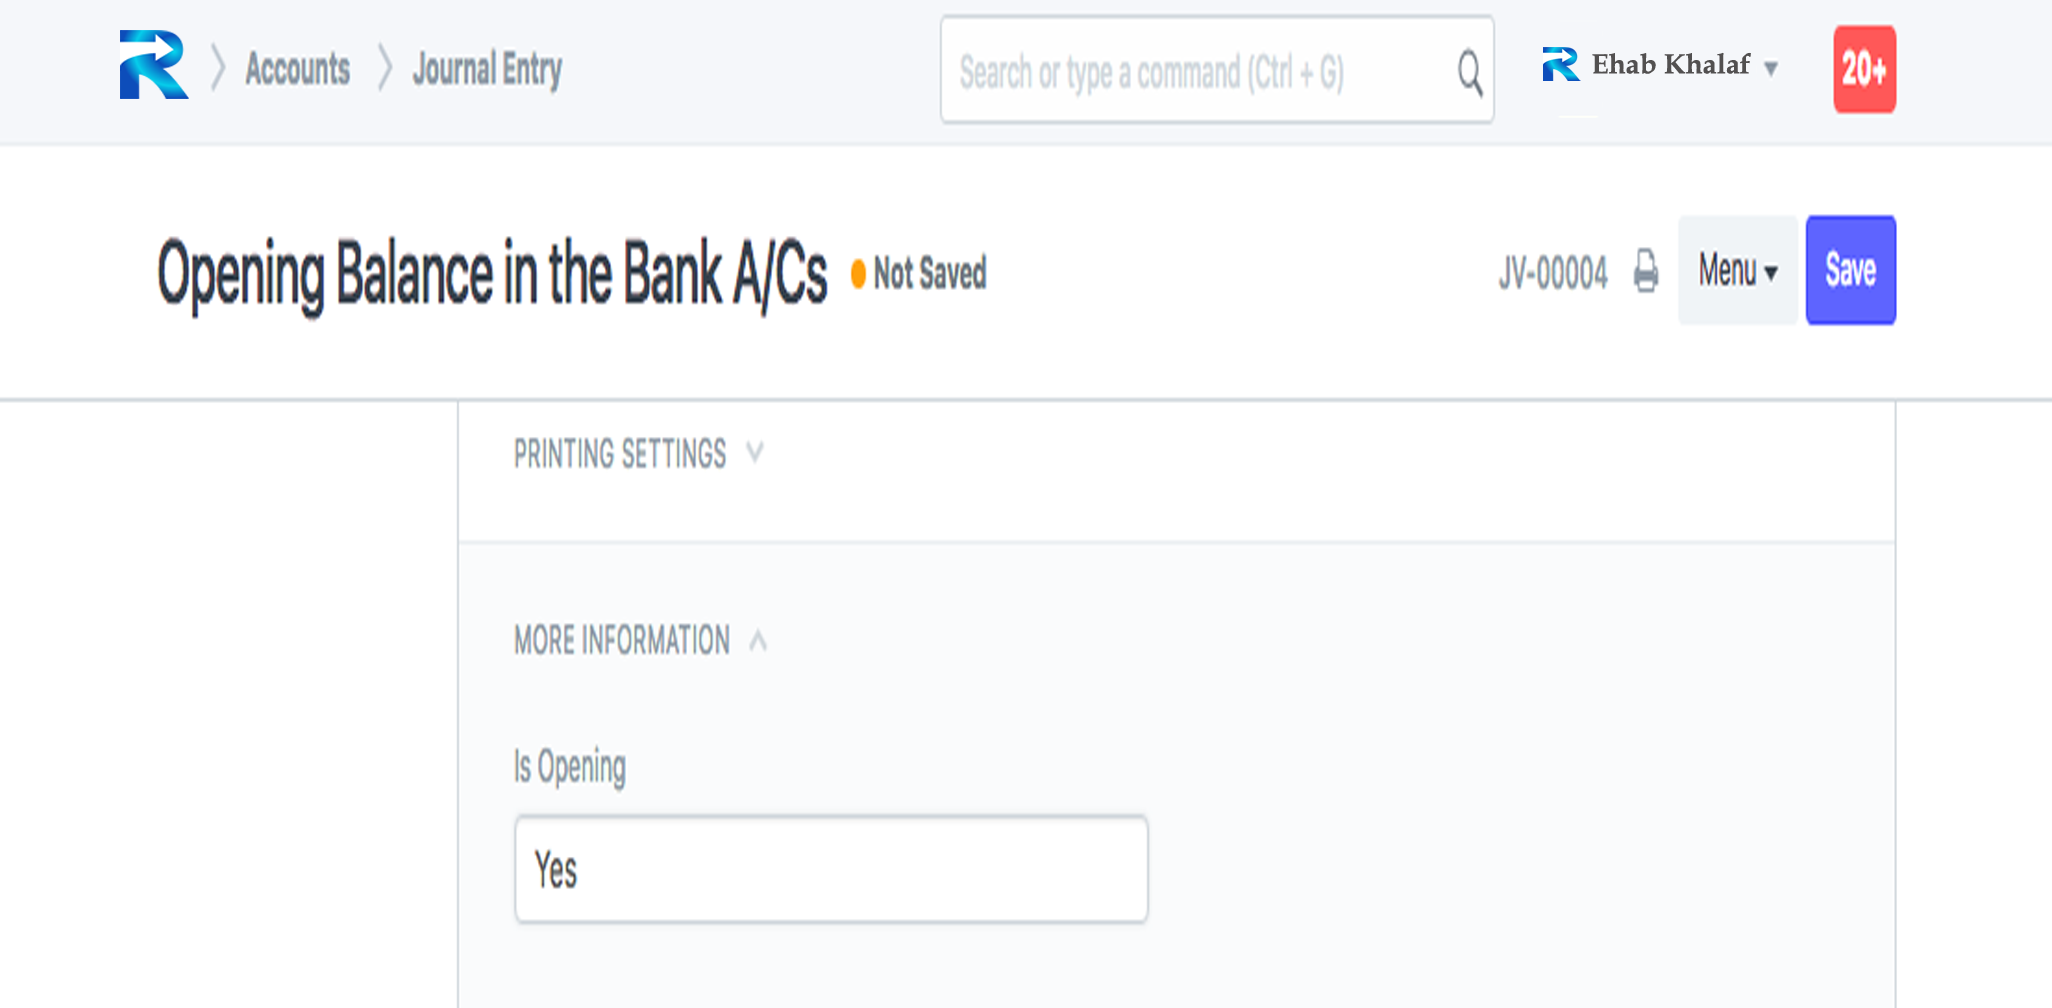 Accounts Journal Entry Search or type a command (Ctrl + G) Ehab Khalaf 20+
Opening Balance in the Bank A/Cs Not Saved JV-00004 Menu Save
PRINTING SETTINGS
MORE INFORMATION
Is Opening
Yes